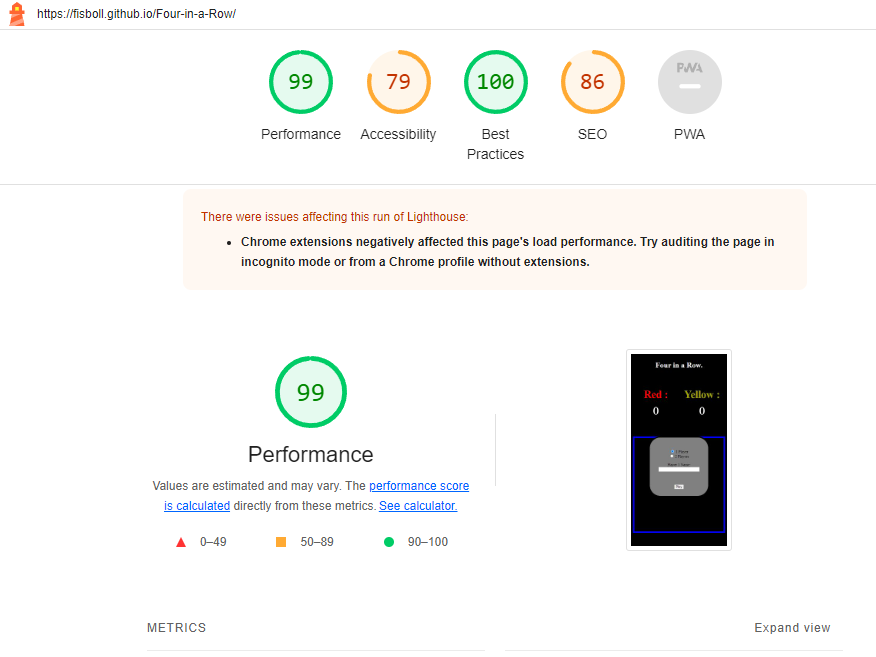 https://fisboll.github.io/Four-in-a-Row/
99
79
100
86
PWA
Performance
Accessibility
Best
Practices
SEO
PWA
There were issues affecting this run of Lighthouse:
Chrome extensions negatively affected this page's load performance. Try auditing the page in
incognito mode or from a Chrome profile without extensions.
99
Performance
Values are estimated and may vary. The performance score
is calculated directly from these metrics. See calculator.
0–49
50–89
90–100
Four in a Row.
Red :
Yellow :
0
0
METRICS
Expand view